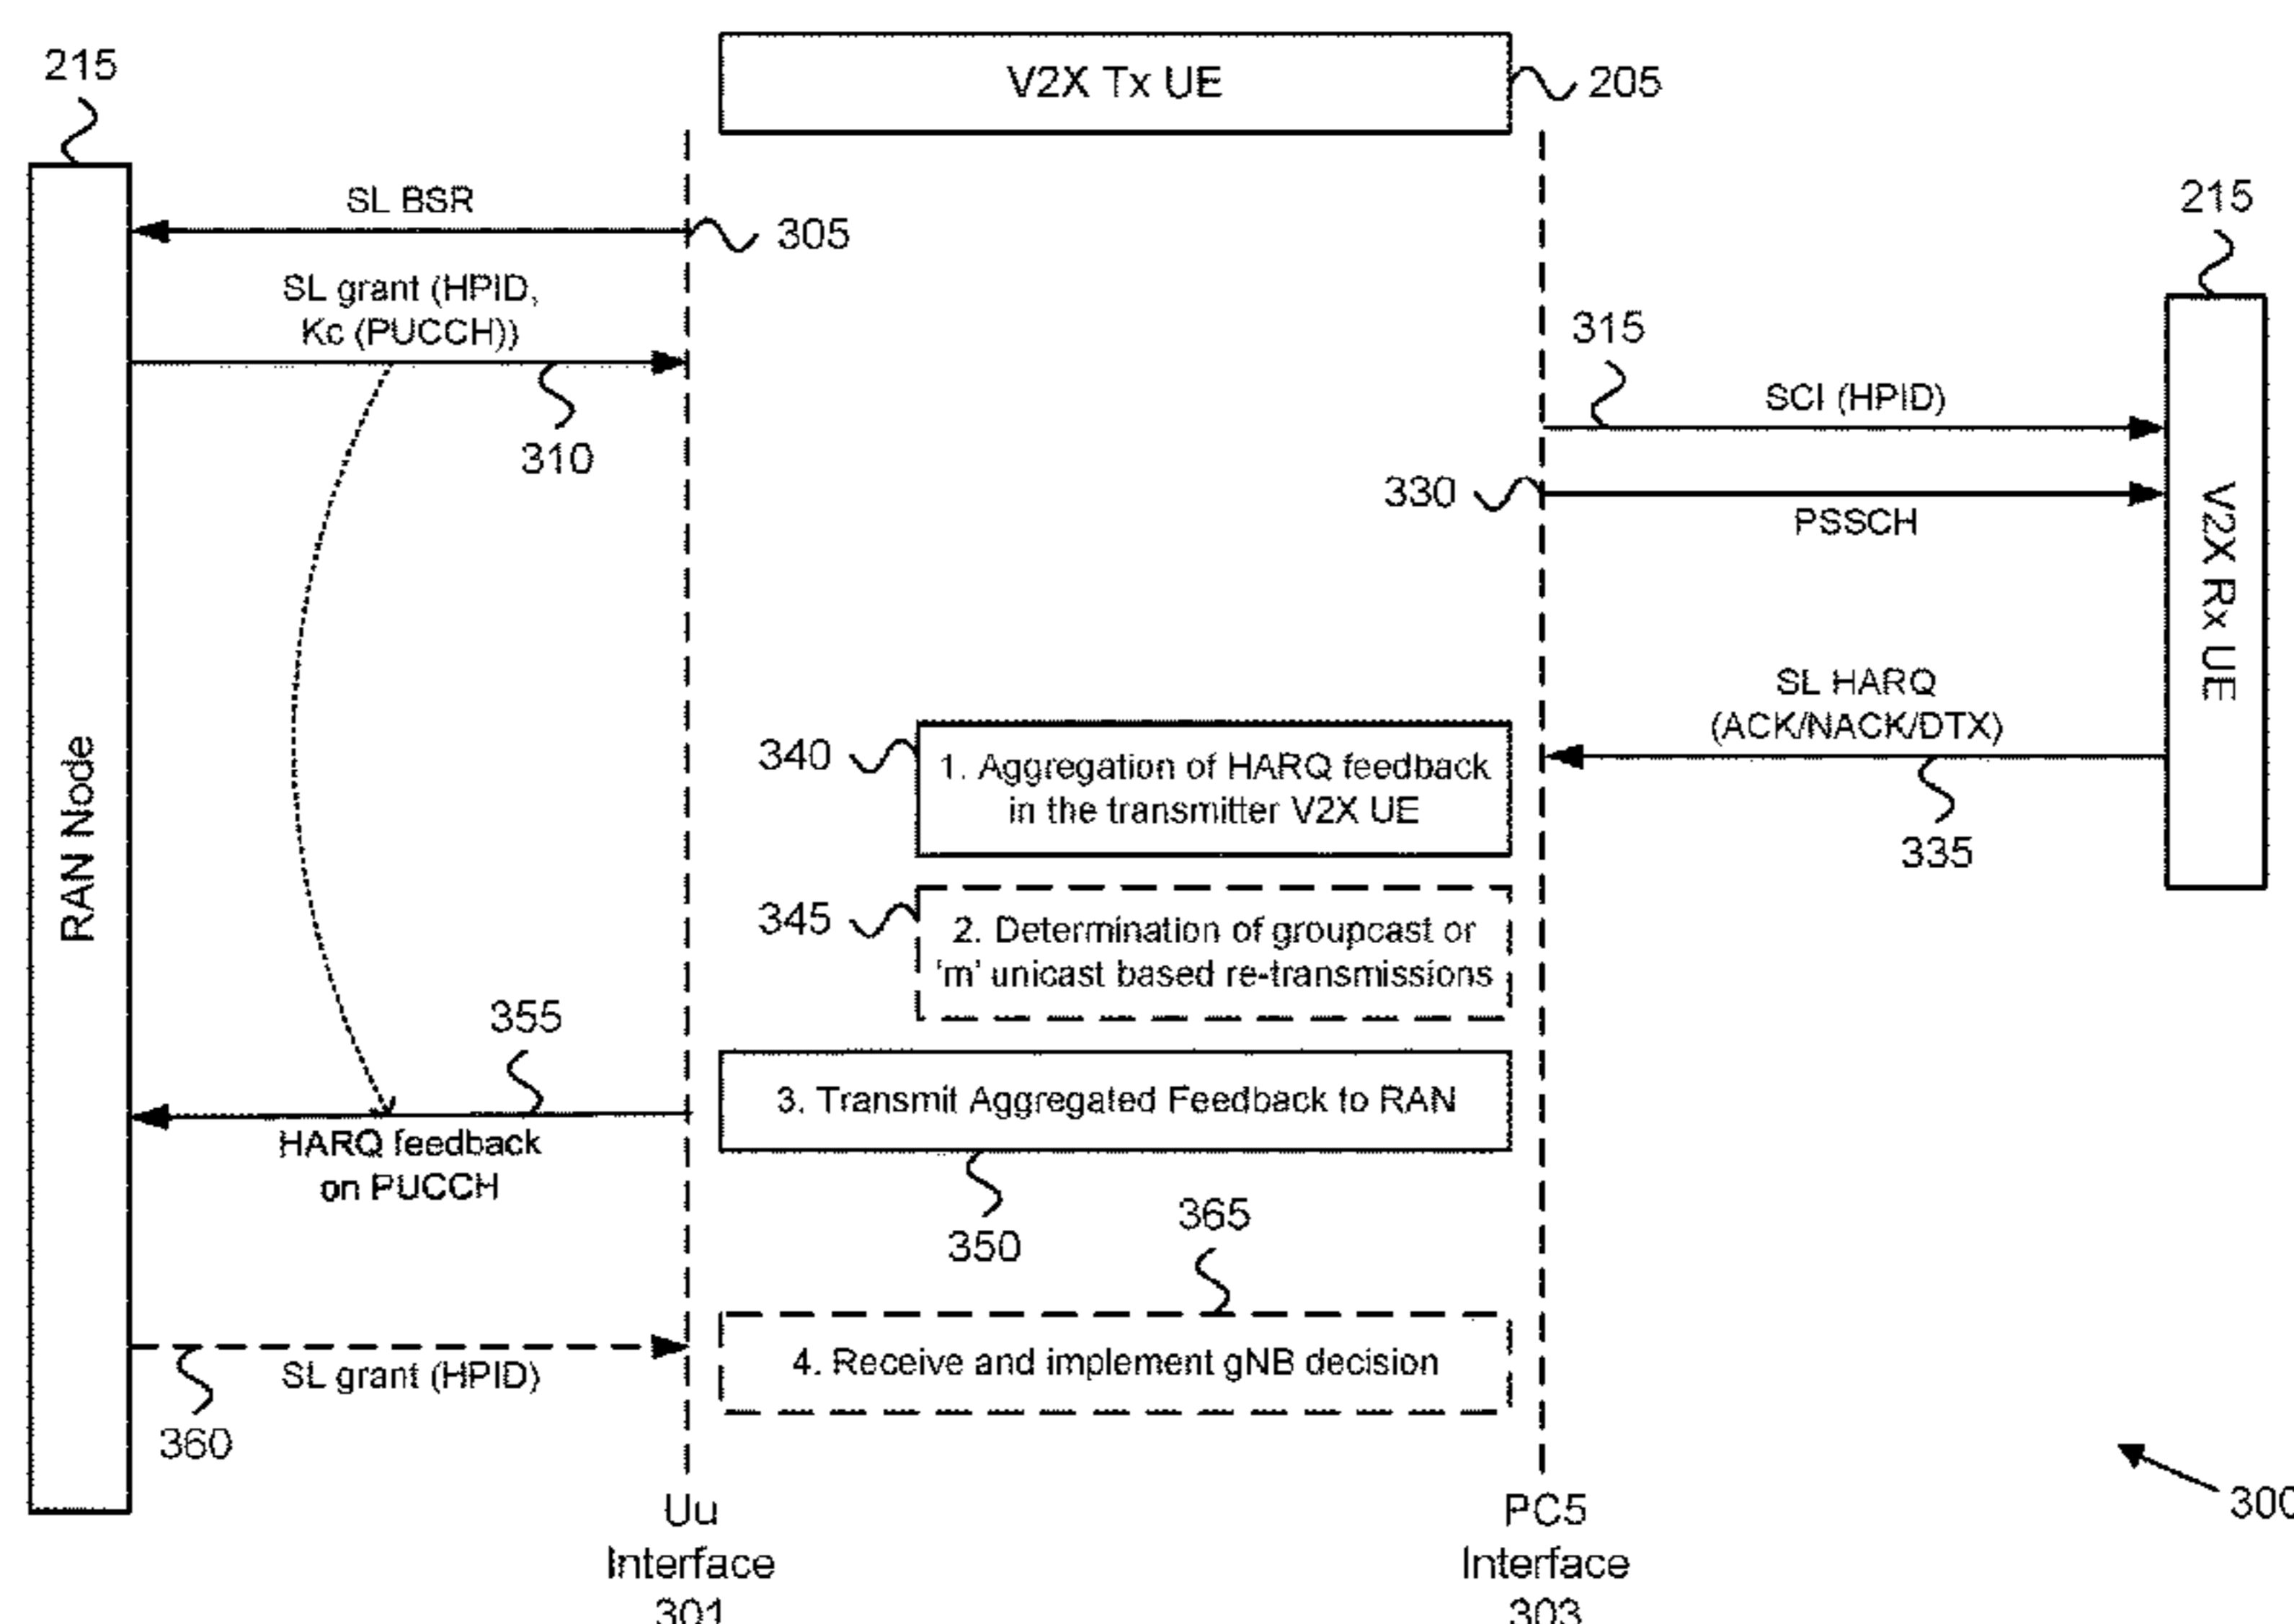 215
V2X Tx UE
205
SL BSR
305
215
SL grant (HPID,
Kc (PUCCH))
310
315
SCI (HPID)
330
PSSCH
V2X Rx UE
RAN Node
SL HARQ
(ACK/NACK/DTX)
335
340
1. Aggregation of HARQ feedback
in the transmitter V2X UE
345
2. Determination of groupcast or
'm' unicast based re-transmissions
355
3. Transmit Aggregated Feedback to RAN
HARQ feedback
on PUCCH
350
365
4. Receive and implement gNB decision
SL grant (HPID)
360
300
Uu
Interface
301
PC5
Interface
303